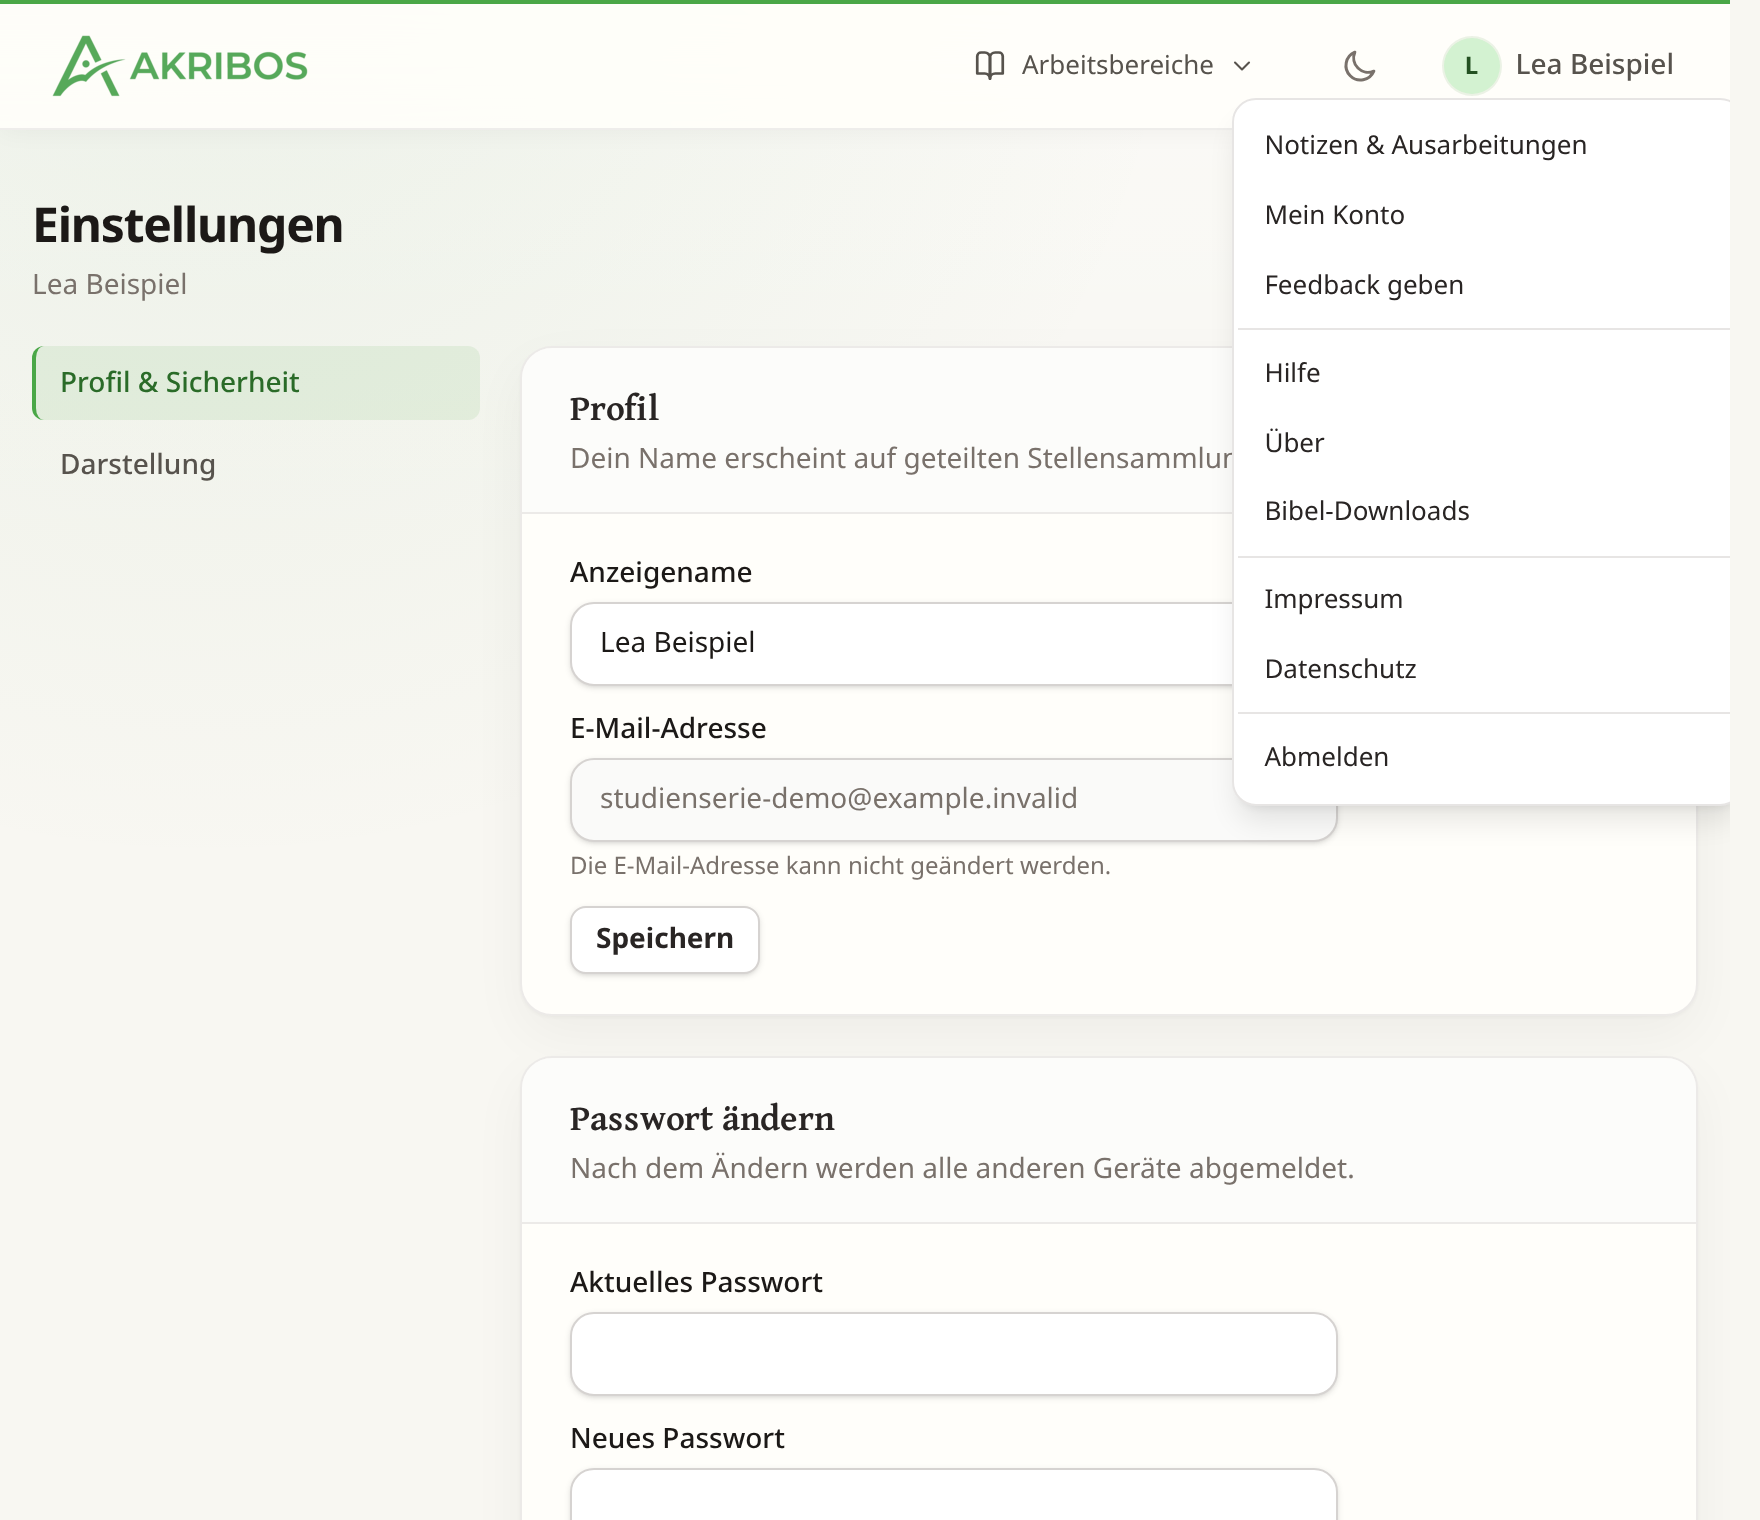 AKRIBOS
Arbeitsbereiche
L
Lea Beispiel
Notizen & Ausarbeitungen
Mein Konto
Feedback geben
Hilfe
Über
Bibel-Downloads
Impressum
Datenschutz
Abmelden
Einstellungen
Lea Beispiel
Profil & Sicherheit
Darstellung
Profil
Dein Name erscheint auf geteilten
Anzeigename
Lea Beispiel
E-Mail-Adresse
studienserie-demo@example.invalid
Die E-Mail-Adresse kann nicht geändert werden.
Speichern
Passwort ändern
Nach dem Ändern werden alle anderen Geräte abgemeldet.
Aktuelles Passwort
Neues Passwort